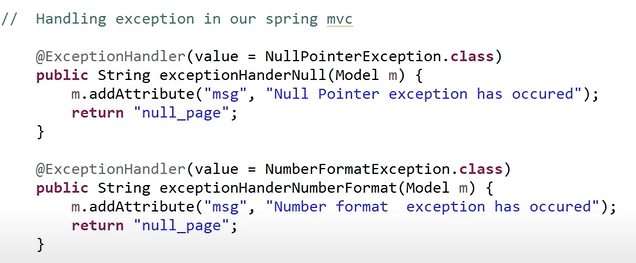 //  Handling exception in our spring mvc
@ExceptionHandler(value = NullPointerException.class)
public String exceptionHanderNull(Model m) {
m.addAttribute("msg", "Null Pointer exception has occured");
return "null_page";
}
@ExceptionHandler(value = NumberFormatException.class)
public String exceptionHanderNumberFormat(Model m) {
m.addAttribute("msg", "Number format  exception has occured");
return "null_page";
}